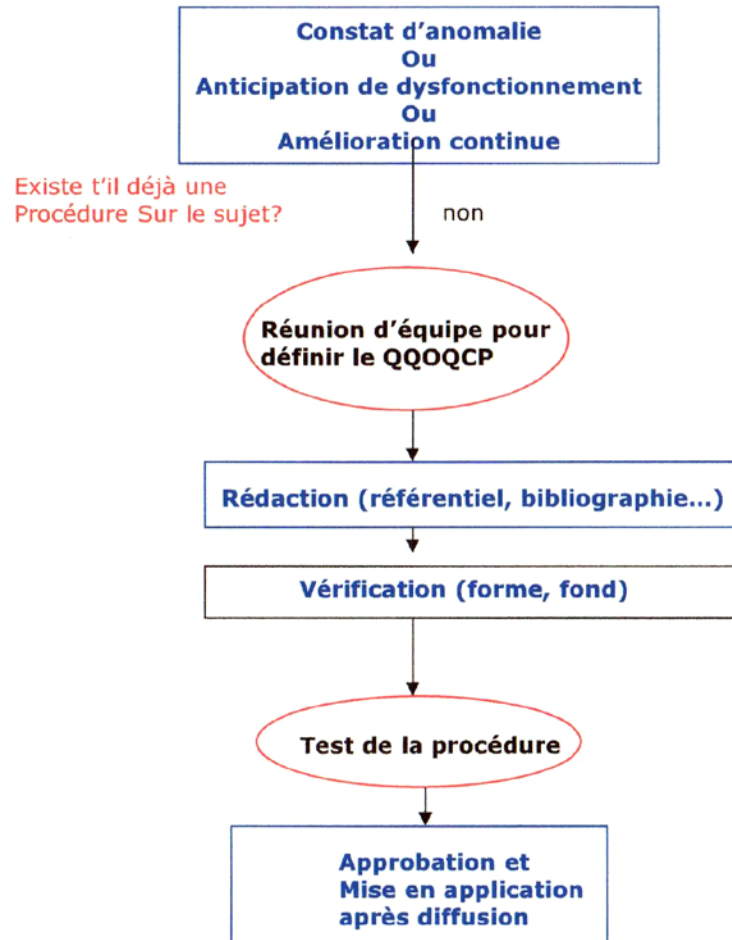 Constat d'anomalie
Ou
Anticipation de dysfonctionnement
Ou
Amélioration continue
Existe t'il déjà une
Procédure Sur le sujet?
non
Réunion d'équipe pour
définir le QQOQCP
Rédaction (référentiel, bibliographie...)
Vérification (forme, fond)
Test de la procédure
Approbation et
Mise en application
après diffusion